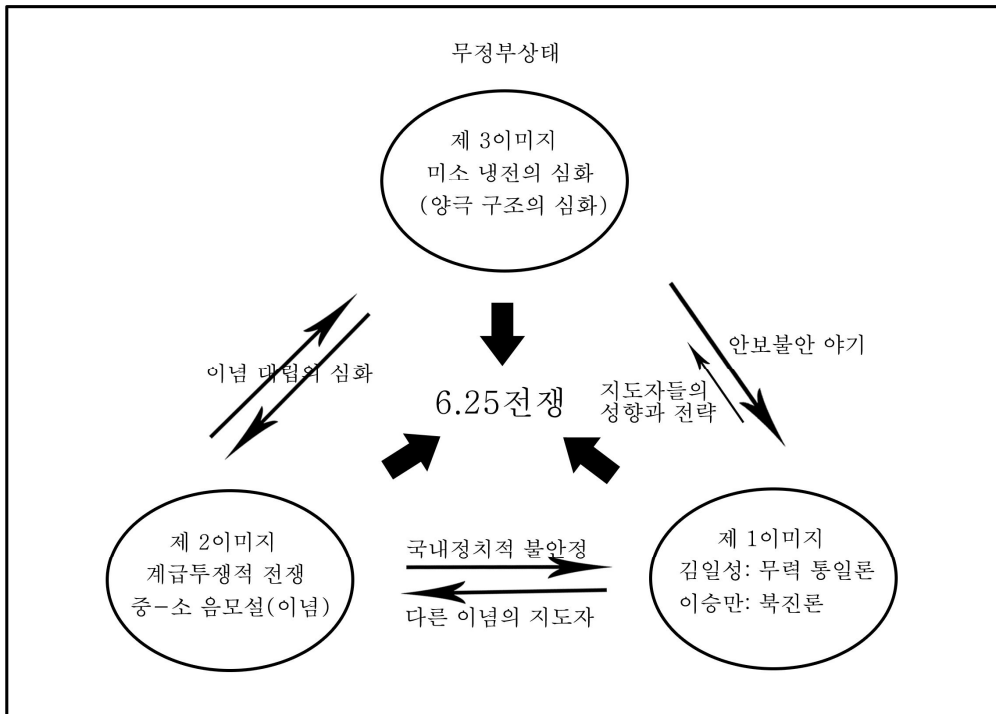 무정부상태
제 3이미지
미소 냉전의 심화
(양극 구조의 심화)
이념 대립의 심화
안보불안 야기
지도자들의
성향과 전략
6.25전쟁
제 2이미지
계급투쟁적 전쟁
중-소 음모설(이념)
국내정치적 불안정
다른 이념의 지도자
제 1이미지
김일성: 무력 통일론
이승만: 북진론